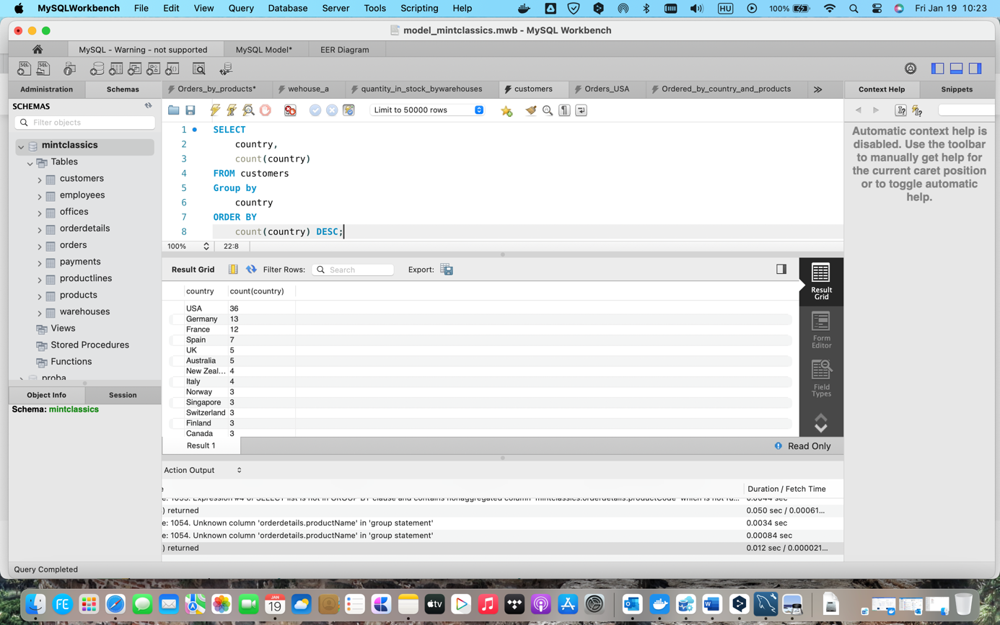 MySQLWorkbench File Edit View Query Database Server Tools Scripting Help HU 100% Fri Jan 19 10:23
model_mintclassics.mwb - MySQL Workbench
MySQL - Warning - not supported MySQL Model* EER Diagram
Administration Schemas Orders_by_products* wehouse_a quantity_in_stock_bywarehouses customers Orders_USA Ordered_by_country_and_products Context Help Snippets
SCHEMAS
Filter objects
mintclassics
Tables
customers
employees
offices
orderdetails
orders
payments
productlines
products
warehouses
Views
Stored Procedures
Functions
proba
Object Info Session
Schema: mintclassics
Limit to 50000 rows
1 SELECT
2 country,
3 count(country)
4 FROM customers
5 Group by
6 country
7 ORDER BY
8 count(country) DESC;
100% 22:8
Result Grid Filter Rows: Search Export:
country count(country)
USA 36
Germany 13
France 12
Spain 7
UK 5
Australia 5
New Zeal... 4
Italy 4
Norway 3
Singapore 3
Switzerland 3
Finland 3
Canada 3
Result Grid
Form Editor
Field Types
Result 1 Read Only
Action Output
e Duration / Fetch Time
e: 1055. Expression #4 of SELECT list is not in GROUP BY clause and contains nonaggregated column 'mintclassics.orderdetails.productCode' which is not fu... 0.0044 sec
) returned 0.050 sec / 0.00061...
e: 1054. Unknown column 'orderdetails.productName' in 'group statement' 0.0034 sec
e: 1054. Unknown column 'orderdetails.productName' in 'group statement' 0.00084 sec
) returned 0.012 sec / 0.000021...
Automatic context help is
disabled. Use the toolbar
to manually get help for
the current caret position
or to toggle automatic
help.
Query Completed
FE JAN 19 tv